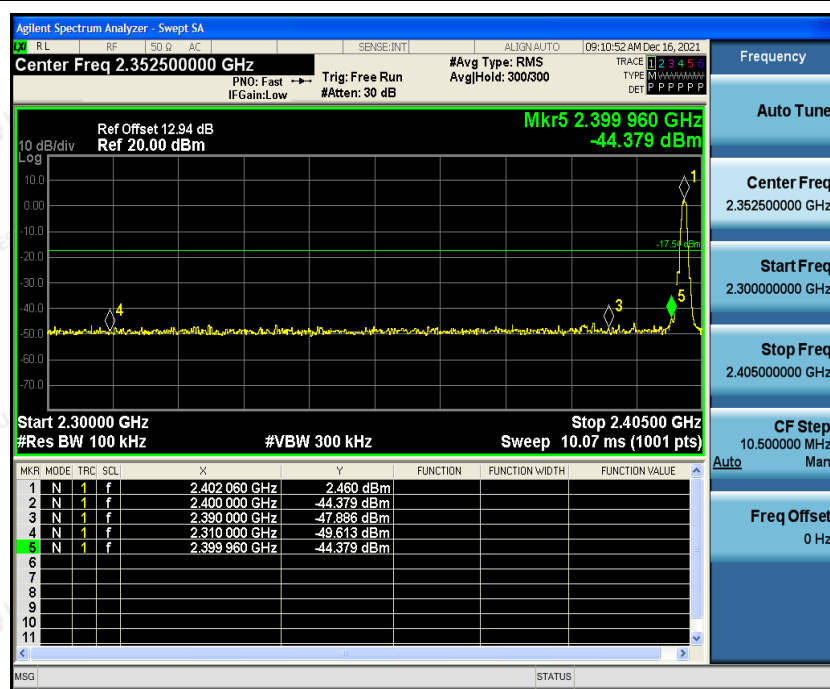 Agilent Spectrum Analyzer - Swept SA
LXI RL RF 50 Ω AC SENSE:INT ALIGN AUTO 09:10:52 AM Dec 16, 2021
Center Freq 2.352500000 GHz #Avg Type: RMS TRACE 1 2 3 4 5 6
PNO: Fast Trig: Free Run Avg|Hold: 300/300 TYPE M WWWWW
IFGain:Low #Atten: 30 dB DET P P P P P P
Mkr5 2.399 960 GHz
-44.379 dBm
Ref Offset 12.94 dB
10 dB/div Ref 20.00 dBm
Log
10.0
0.00
-10.0
-20.0
-30.0
-40.0
-50.0
-60.0
-70.0
1
-17.54 dBm
5
3
4
Start 2.30000 GHz Stop 2.40500 GHz
#Res BW 100 kHz #VBW 300 kHz Sweep 10.07 ms (1001 pts)
MKR MODE TRC SCL X Y FUNCTION FUNCTION WIDTH FUNCTION VALUE
1 N 1 f 2.402 060 GHz 2.460 dBm
2 N 1 f 2.400 000 GHz -44.379 dBm
3 N 1 f 2.390 000 GHz -47.886 dBm
4 N 1 f 2.310 000 GHz -49.613 dBm
5 N 1 f 2.399 960 GHz -44.379 dBm
6
7
8
9
10
11
MSG STATUS
Frequency
Auto Tune
Center Freq
2.352500000 GHz
Start Freq
2.300000000 GHz
Stop Freq
2.405000000 GHz
CF Step
10.500000 MHz
Auto Man
Freq Offset
0 Hz